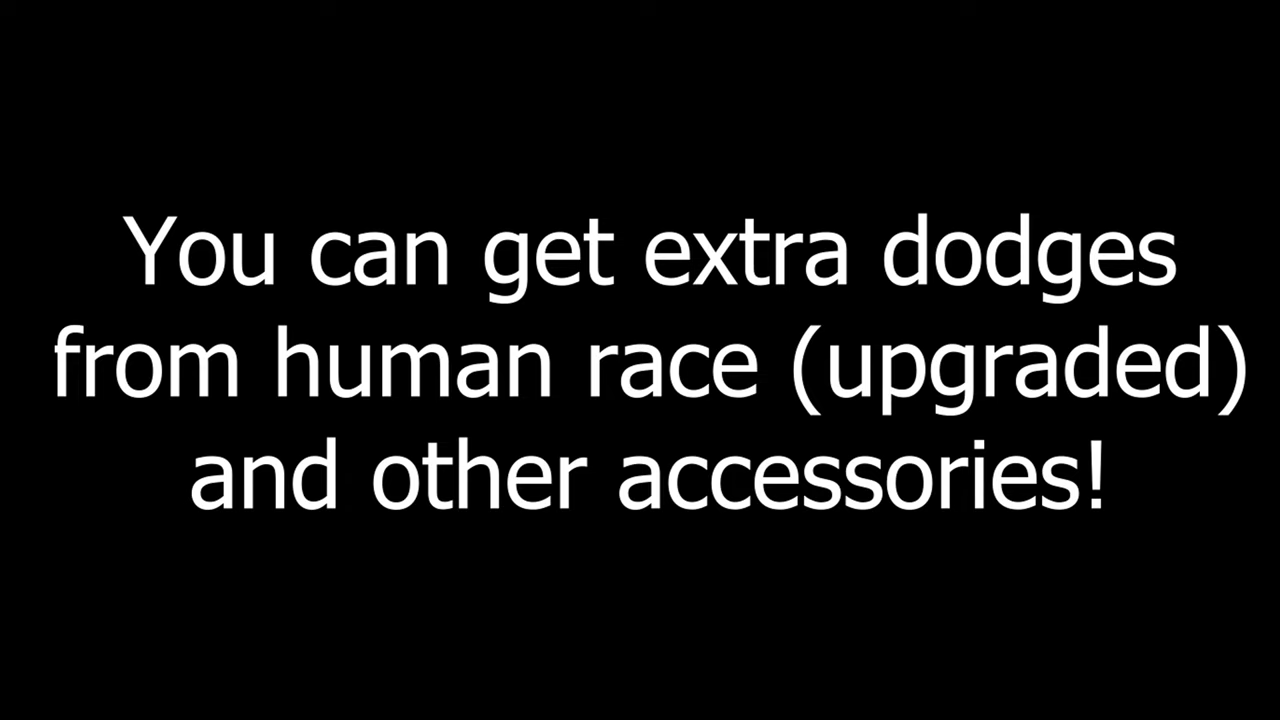 You can get extra dodges
from human race (upgraded)
and other accessories!